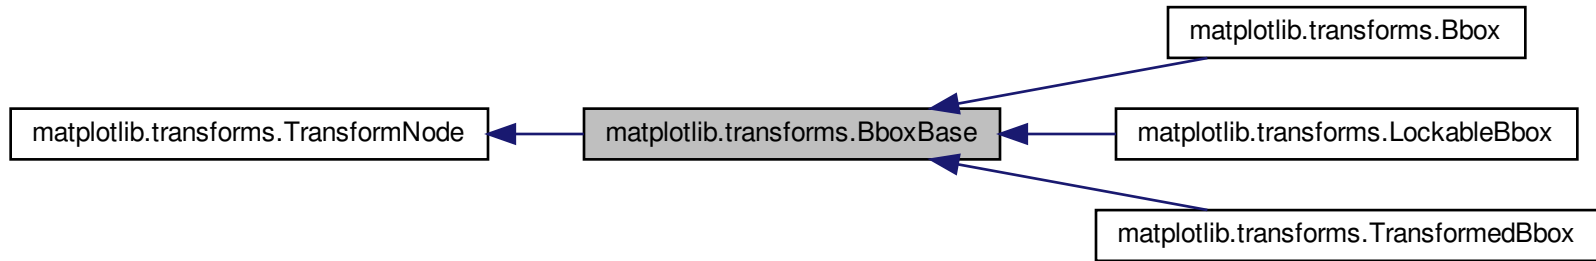 matplotlib.transforms.Bbox
matplotlib.transforms.TransformNode
matplotlib.transforms.BboxBase
matplotlib.transforms.LockableBbox
matplotlib.transforms.TransformedBbox